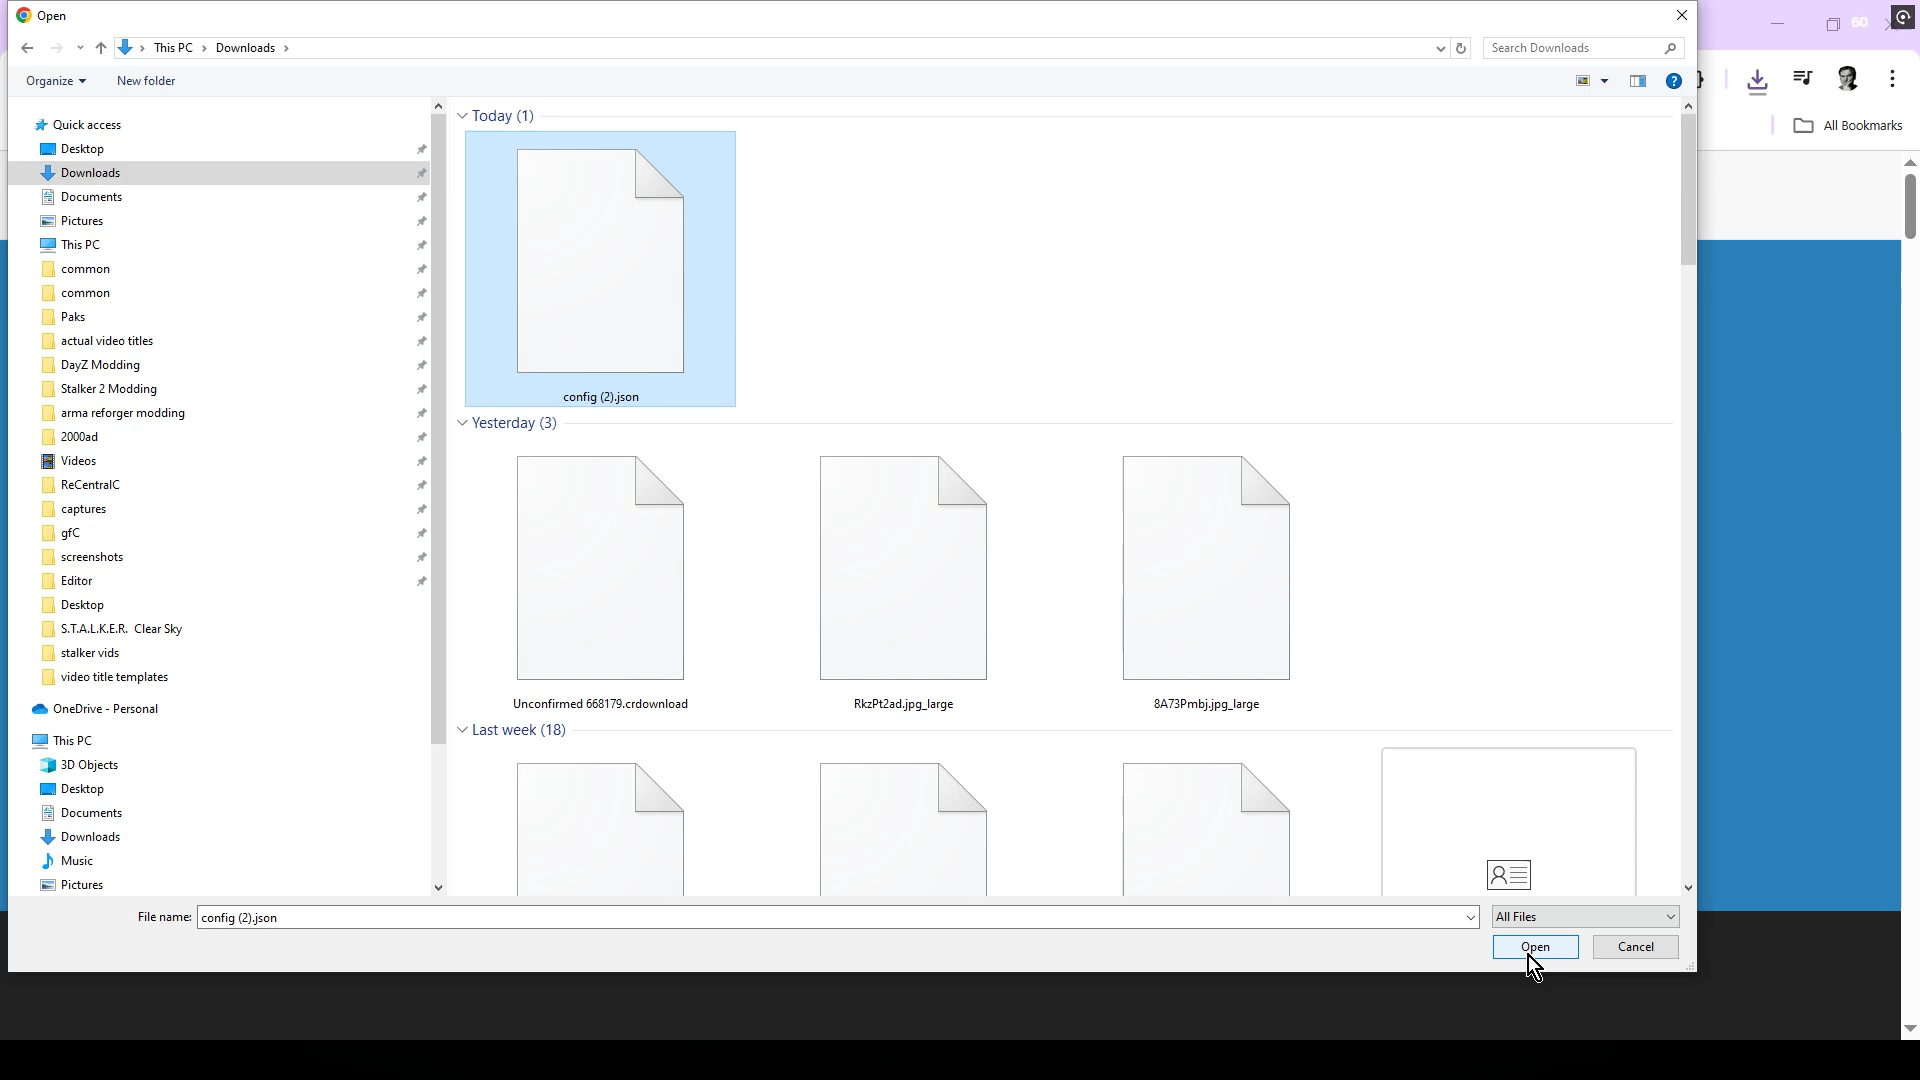 Open
60
This PC
Downloads
Search Downloads
Organize
New folder
All Bookmarks
Quick access
Desktop
Downloads
Documents
Pictures
This PC
common
common
Paks
actual video titles
DayZ Modding
Stalker 2 Modding
arma reforger modding
2000ad
Videos
ReCentralC
captures
gfC
screenshots
Editor
Desktop
S.T.A.L.K.E.R. Clear Sky
stalker vids
video title templates
OneDrive - Personal
This PC
3D Objects
Desktop
Documents
Downloads
Music
Pictures
Today (1)
config (2).json
Yesterday (3)
Unconfirmed 668179.crdownload
RkzPt2ad.jpg_large
8A73Pmbj.jpg_large
Last week (18)
File name: config (2).json
All Files
Open
Cancel